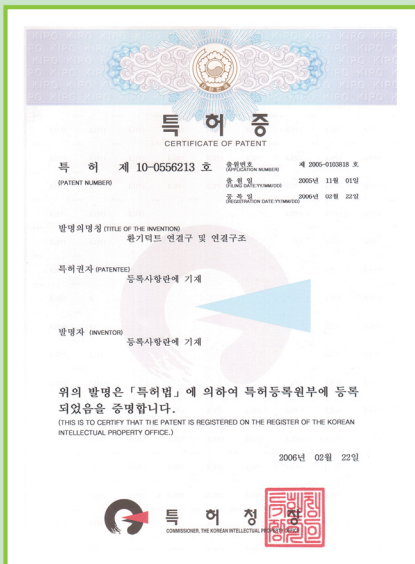 특 허 증
CERTIFICATE OF PATENT
특 허 제 10-0556213 호
(PATENT NUMBER)
출원번호 제 2005-0103818 호
(APPLICATION NUMBER)
출 원 일 2005년 11월 01일
(FILING DATE:YY/MM/DD)
등 록 일 2006년 02월 22일
(REGISTRATION DATE:YY/MM/DD)
발명의명칭 (TITLE OF THE INVENTION)
환기덕트 연결구 및 연결구조
특허권자 (PATENTEE)
등록사항란에 기재
발명자 (INVENTOR)
등록사항란에 기재
위의 발명은 「특허법」에 의하여 특허등록원부에 등록
되었음을 증명합니다.
(THIS IS TO CERTIFY THAT THE PATENT IS REGISTERED ON THE REGISTER OF THE KOREAN
INTELLECTUAL PROPERTY OFFICE.)
2006년 02월 22일
특 허 청 장
COMMISSIONER, THE KOREAN INTELLECTUAL PROPERTY OFFICE